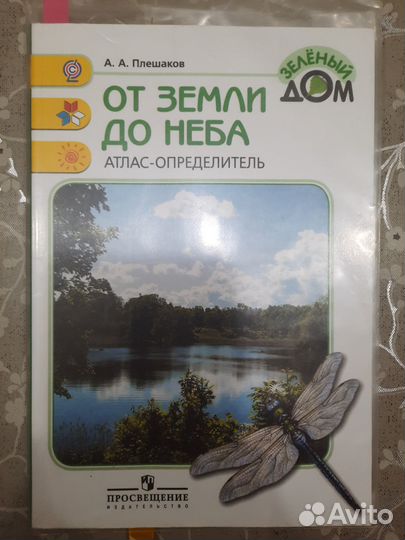 А. А. Плешаков
ЗЕЛЁНЫЙ
ДОМ
ОТ ЗЕМЛИ
ДО НЕБА
АТЛАС-ОПРЕДЕЛИТЕЛЬ
ПРОСВЕЩЕНИЕ
ИЗДАТЕЛЬСТВО
Avito